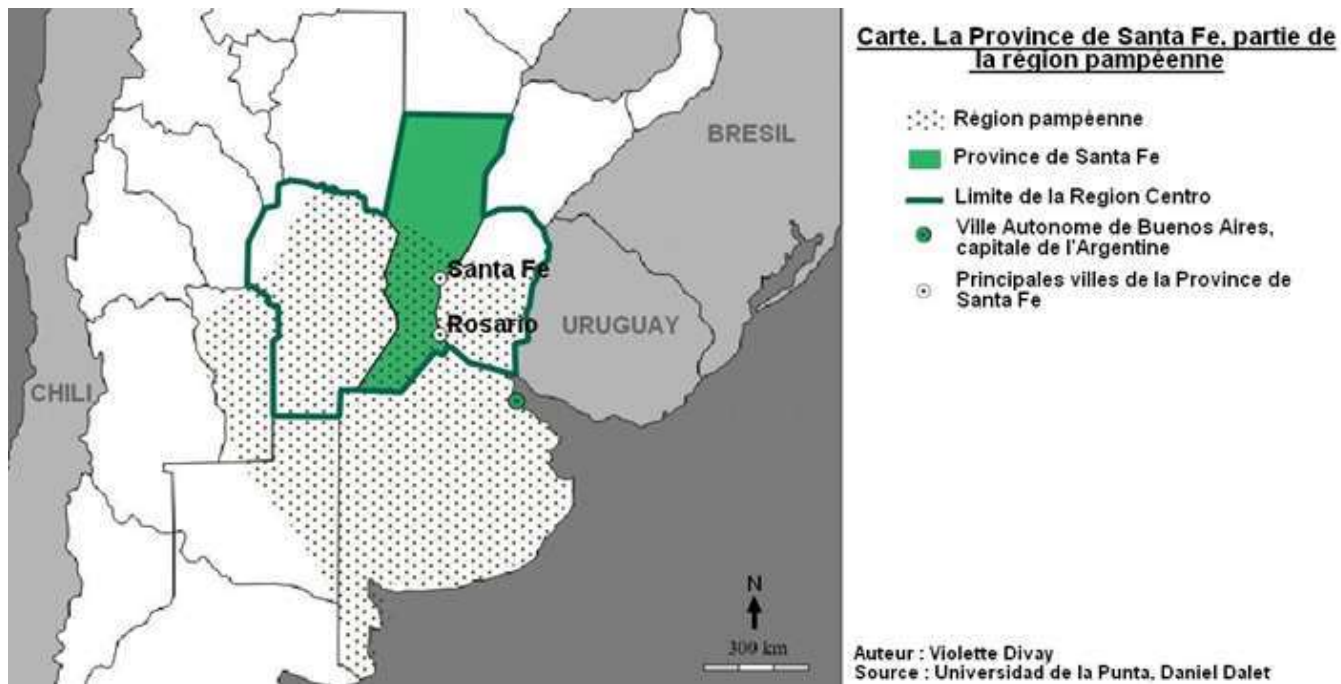 Carte. La Province de Santa Fe, partie de
la région pampéenne
Région pampéenne
Province de Santa Fe
Limite de la Region Centro
Ville Autonome de Buenos Aires,
capitale de l'Argentine
Principales villes de la Province de
Santa Fe
BRESIL
Santa Fe
Rosario
URUGUAY
CHILI
N
300 km
Auteur : Violette Divay
Source : Universidad de la Punta, Daniel Dalet